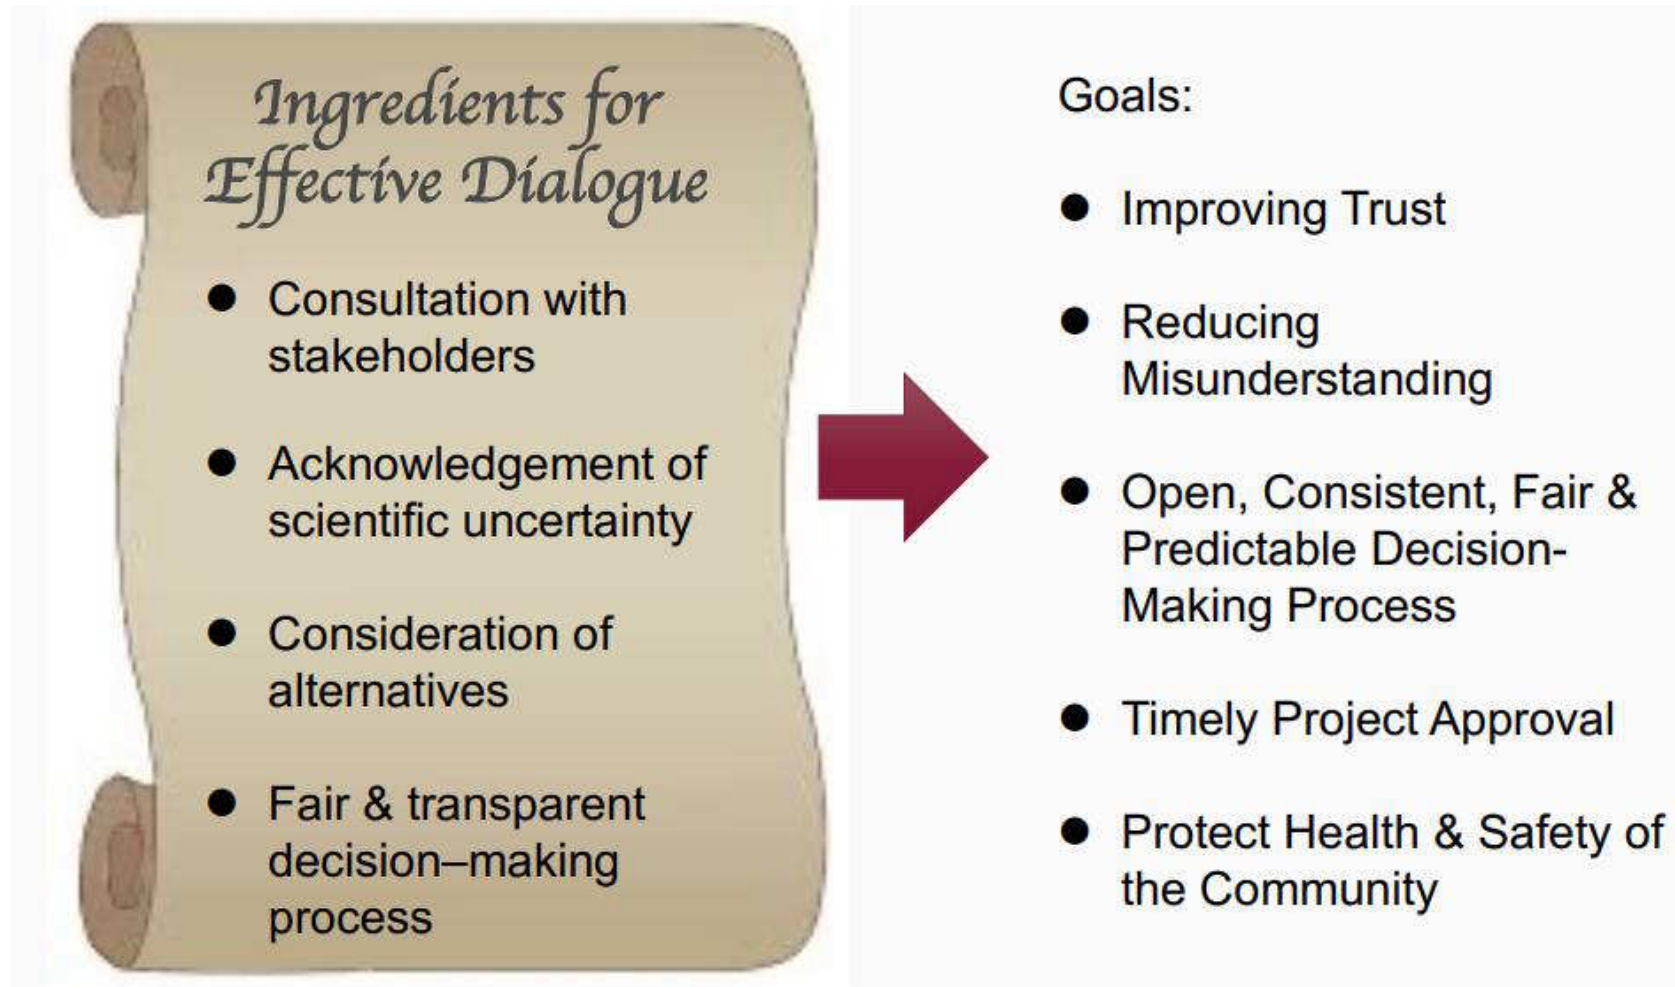 Ingredients for
Effective Dialogue
● Consultation with
stakeholders
● Acknowledgement of
scientific uncertainty
● Consideration of
alternatives
● Fair & transparent
decision–making
process
Goals:
● Improving Trust
● Reducing
Misunderstanding
● Open, Consistent, Fair &
Predictable Decision-
Making Process
● Timely Project Approval
● Protect Health & Safety of
the Community